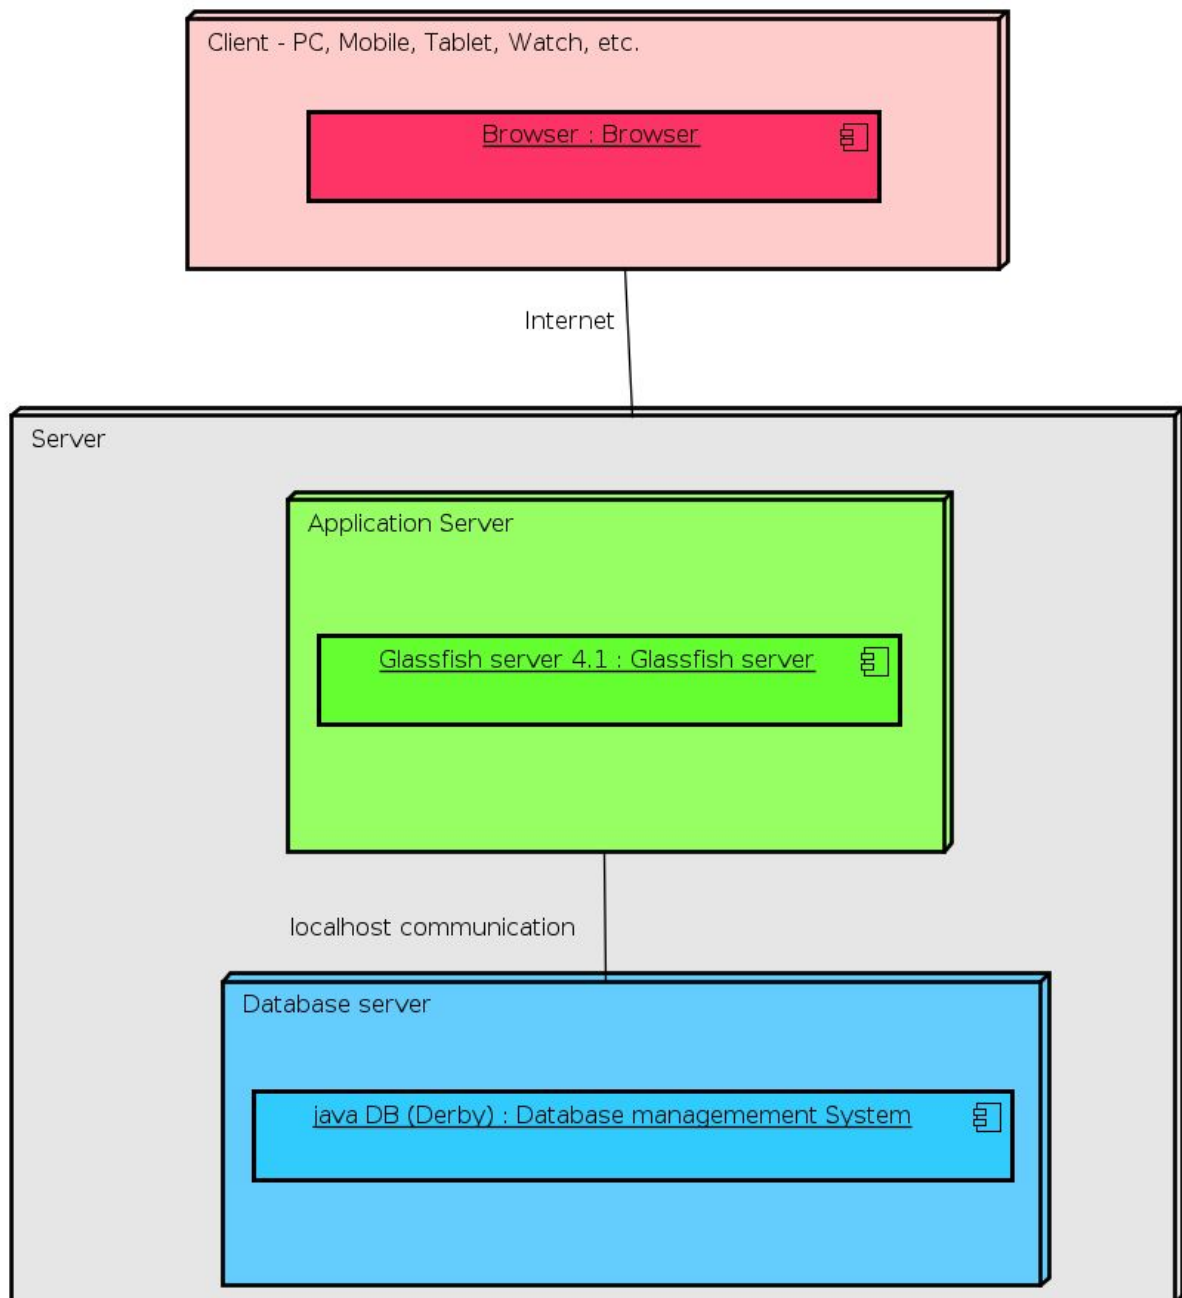 Client - PC, Mobile, Tablet, Watch, etc.
Browser : Browser
Internet
Server
Application Server
Glassfish server 4.1 : Glassfish server
localhost communication
Database server
java DB (Derby) : Database managemement System